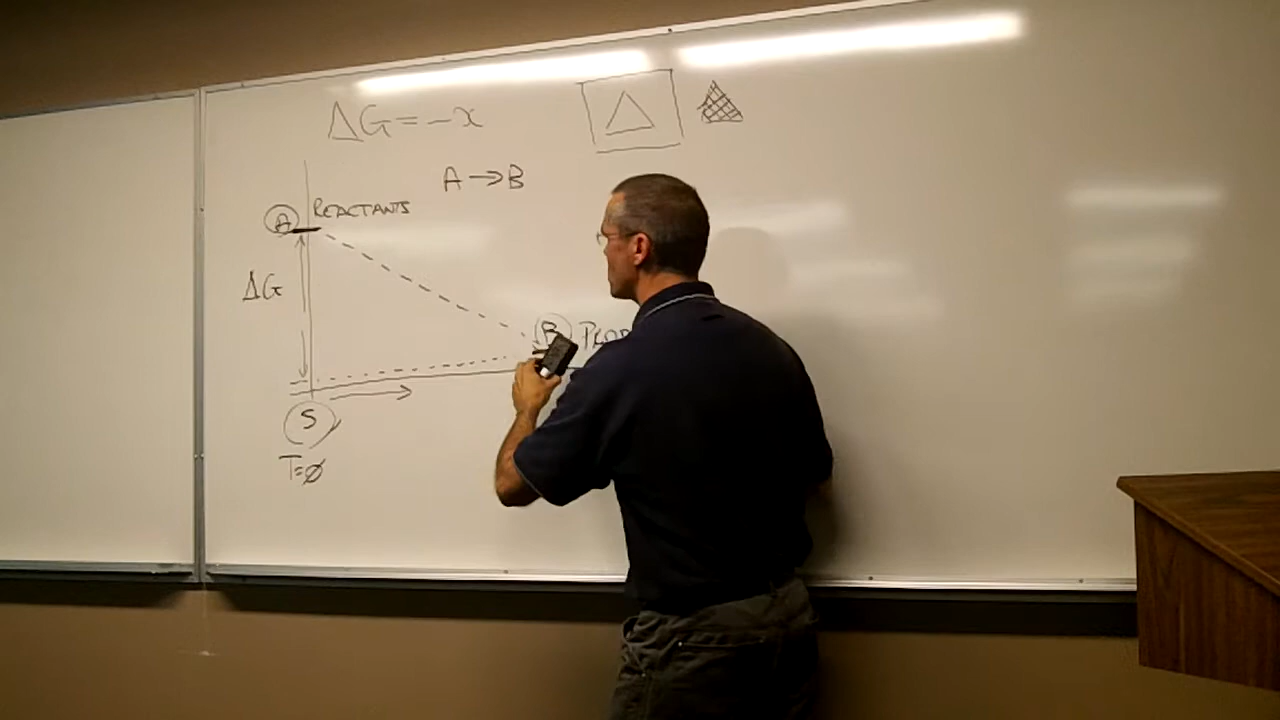 ΔG = -x
A → B
A REACTANTS
ΔG
B
S
T=∅